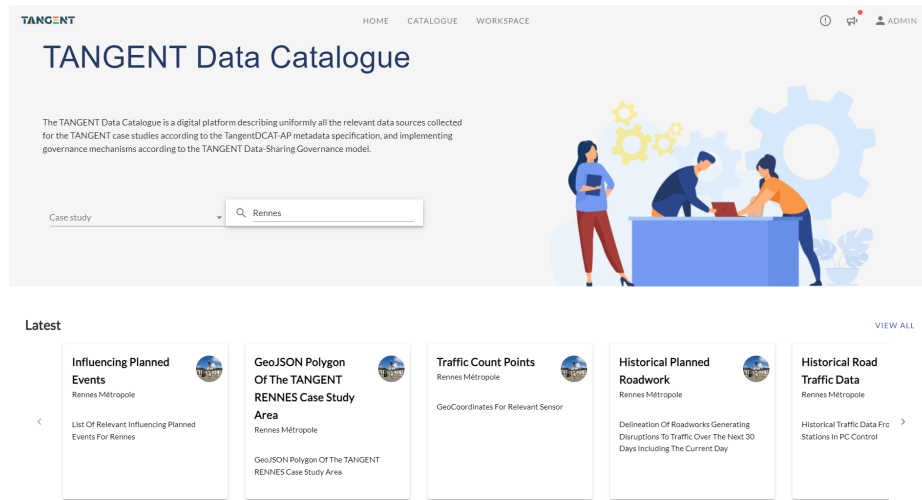 TANGENT
HOME CATALOGUE WORKSPACE
ADMIN
TANGENT Data Catalogue
The TANGENT Data Catalogue is a digital platform describing uniformly all the relevant data sources collected
for the TANGENT case studies according to the TangentDCAT-AP metadata specification, and implementing
governance mechanisms according to the TANGENT Data-Sharing Governance model.
Case study
Rennes
Latest
VIEW ALL
Influencing Planned
Events
Rennes Métropole
List Of Relevant Influencing Planned
Events For Rennes
GeoJSON Polygon
Of The TANGENT
RENNES Case Study
Area
Rennes Métropole
GeoJSON Polygon Of The TANGENT
RENNES Case Study Area
Traffic Count Points
Rennes Métropole
GeoCoordinates For Relevant Sensor
Historical Planned
Roadwork
Rennes Métropole
Delineation Of Roadworks Generating
Disruptions To Traffic Over The Next 30
Days Including The Current Day
Historical Road
Traffic Data
Rennes Métropole
Historical Traffic Data Fro
Stations In PC Control